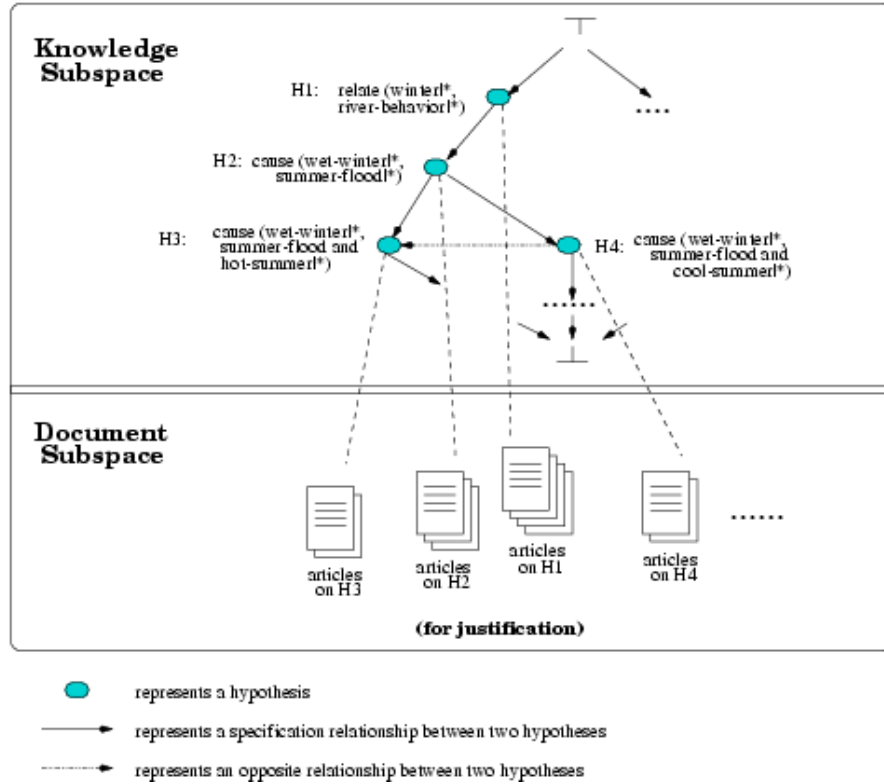 Knowledge
Subspace
H1: relate (winter|*,
river-behavior|*)
....
H2: cause (wet-winter|*,
summer-flood|*)
H3: cause (wet-winter|*,
summer-flood and
hot-summer|*)
H4: cause (wet-winter|*,
summer-flood and
cool-summer|*)
......
Document
Subspace
articles
on H3
articles
on H2
articles
on H1
articles
on H4
......
(for justification)
represents a hypothesis
represents a specification relationship between two hypotheses
represents an opposite relationship between two hypotheses